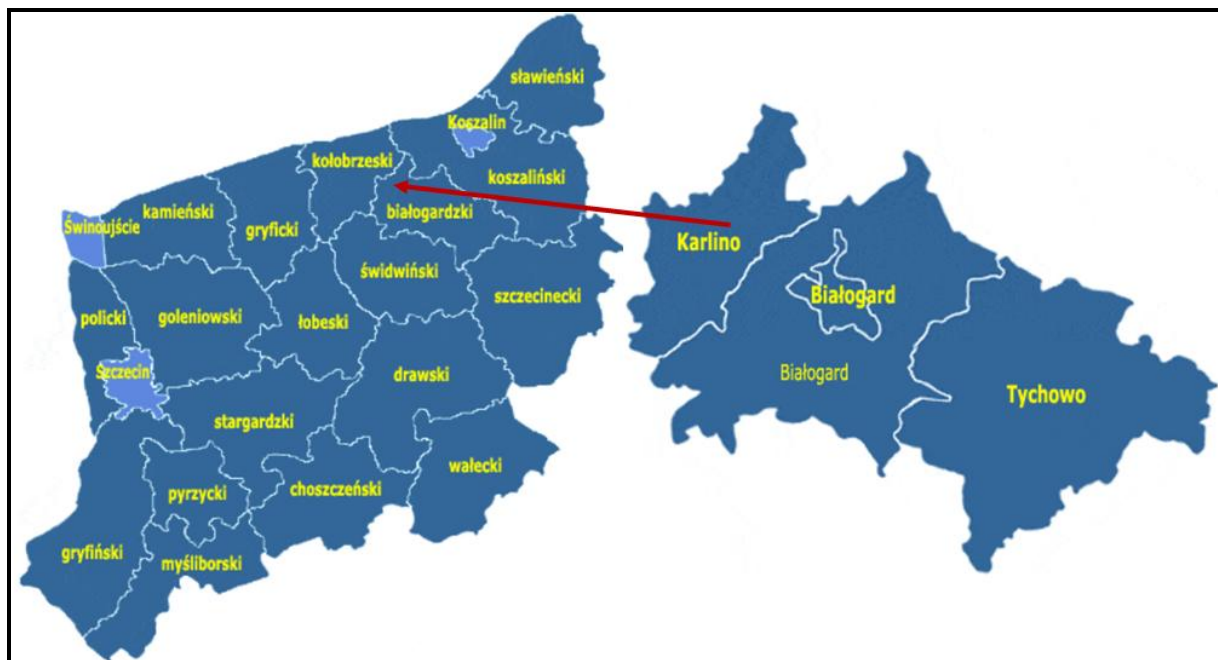 sławieński
Koszalin
kołobrzeski
koszaliński
białogardzki
kamieński
Świnoujście
gryficki
świdwiński
szczecinecki
policki
goleniowski
łobeski
Szczecin
drawski
stargardzki
wałecki
pyrzycki
choszczeński
gryfiński
myśliborski
Karlino
Białogard
Białogard
Tychowo